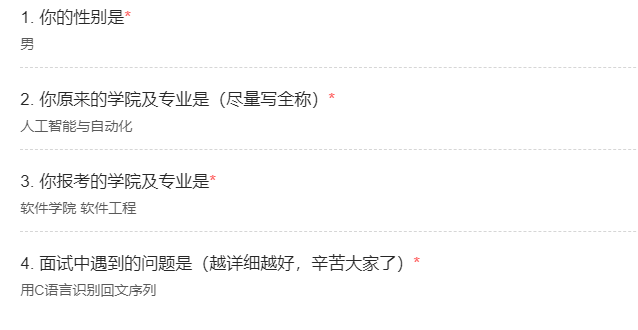 1. 你的性别是*
男
2. 你原来的学院及专业是（尽量写全称）*
人工智能与自动化
3. 你报考的学院及专业是*
软件学院 软件工程
4. 面试中遇到的问题是（越详细越好，辛苦大家了）*
用C语言识别回文序列